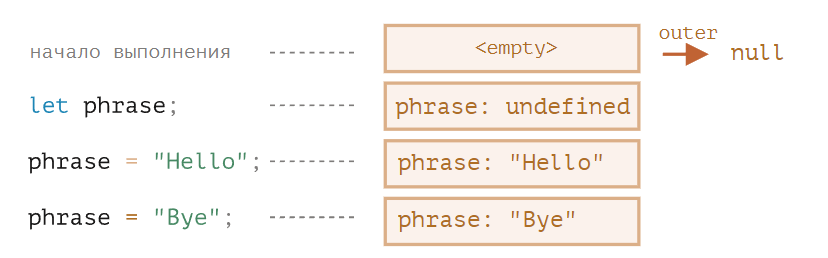 начало выполнения <empty> outer null
let phrase; phrase: undefined
phrase = "Hello"; phrase: "Hello"
phrase = "Bye"; phrase: "Bye"